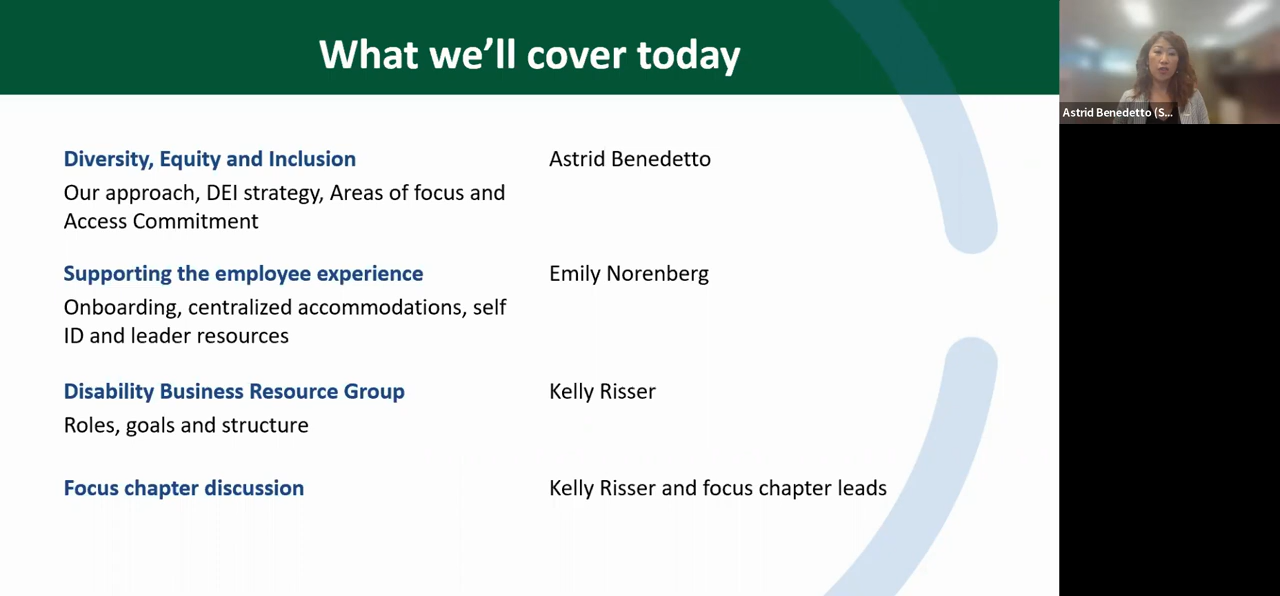 What we'll cover today
Diversity, Equity and Inclusion
Astrid Benedetto
Our approach, DEI strategy, Areas of focus and
Access Commitment
Supporting the employee experience
Emily Norenberg
Onboarding, centralized accommodations, self
ID and leader resources
Disability Business Resource Group
Kelly Risser
Roles, goals and structure
Focus chapter discussion
Kelly Risser and focus chapter leads
Astrid Benedetto (S...